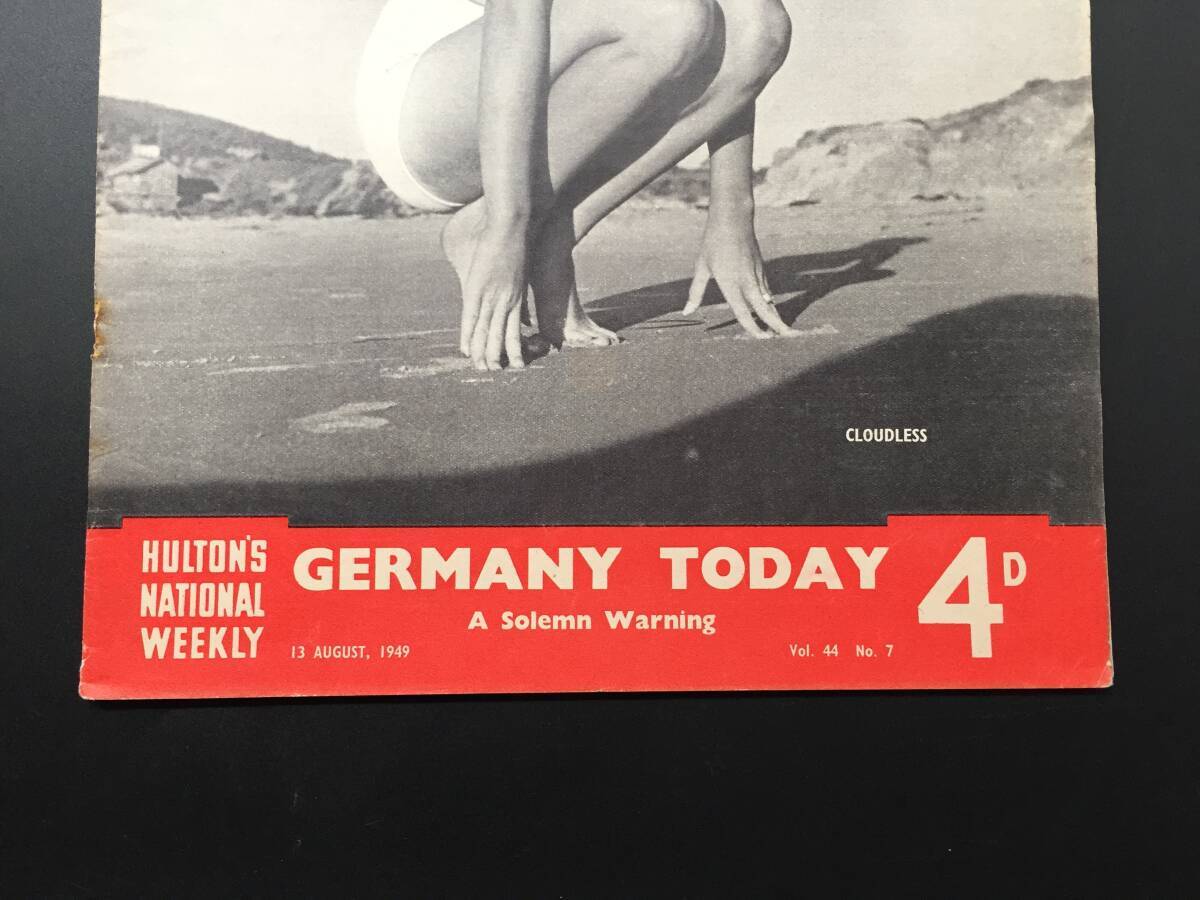 CLOUDLESS
HULTON'S
NATIONAL
WEEKLY
GERMANY TODAY
A Solemn Warning
13 AUGUST, 1949
Vol. 44 No. 7
4D